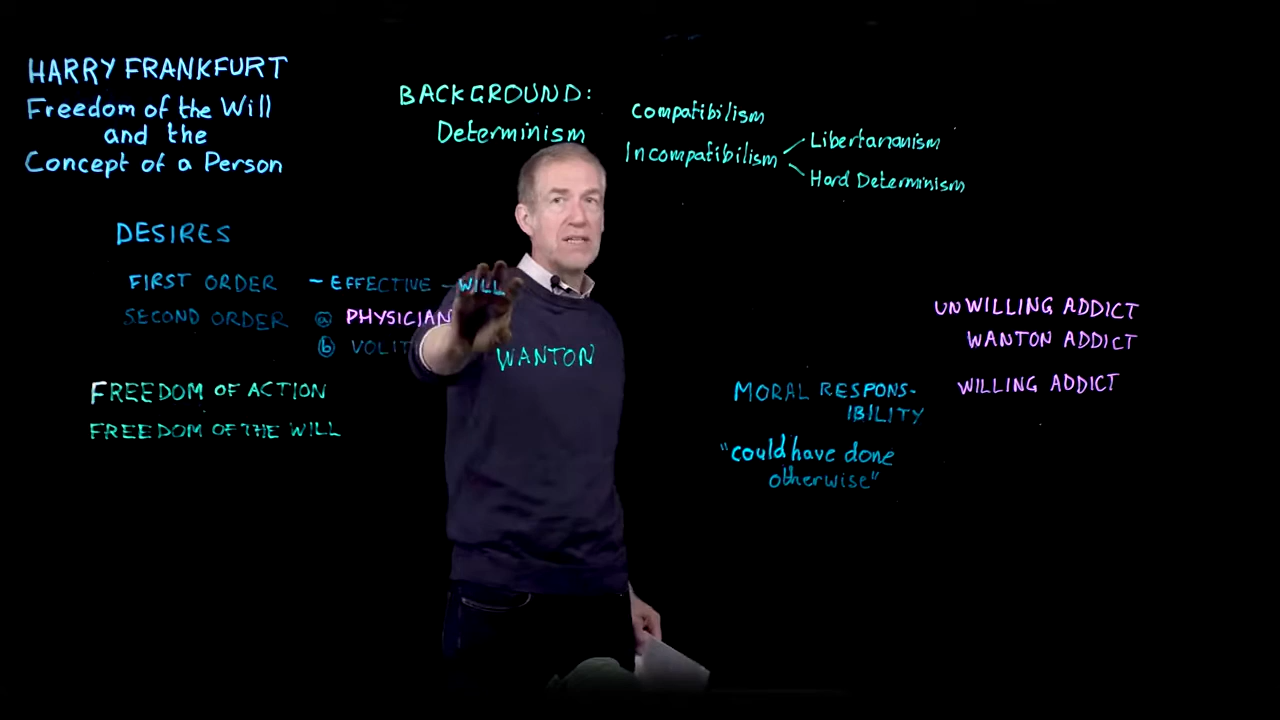 HARRY FRANKFURT
Freedom of the Will
and the
Concept of a Person
BACKGROUND:
Determinism
Compatibilism
Incompatibilism
Libertarianism
Hard Determinism
DESIRES
FIRST ORDER – EFFECTIVE – WILL
SECOND ORDER ⓐ PHYSICIAN
ⓑ
WANTON
FREEDOM OF ACTION
FREEDOM OF THE WILL
MORAL RESPONS-
IBILITY
"could have done
otherwise"
UNWILLING ADDICT
WANTON ADDICT
WILLING ADDICT